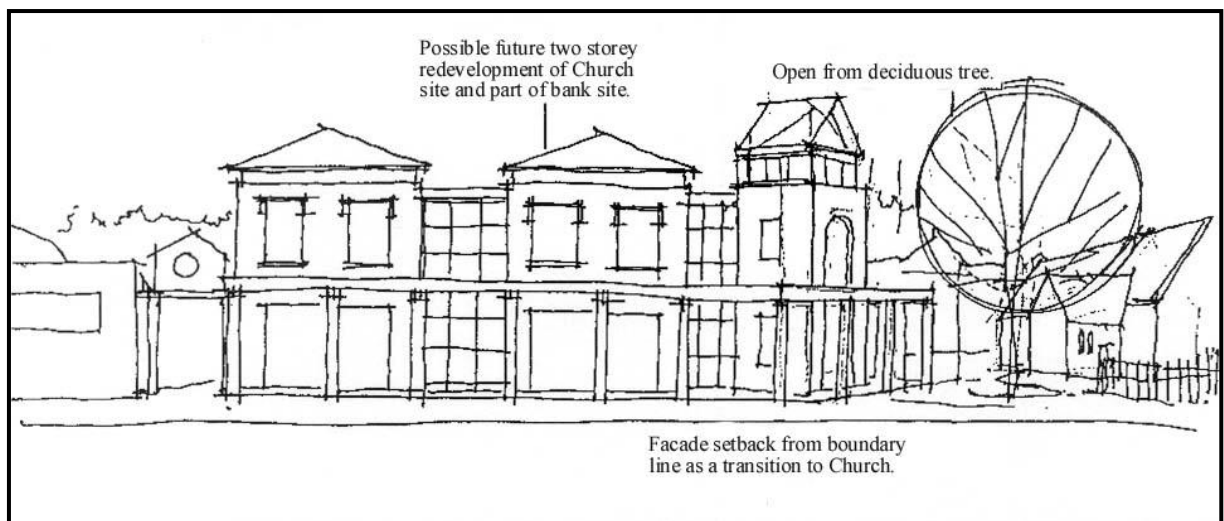 Possible future two storey
redevelopment of Church
site and part of bank site.
Open from deciduous tree.
Facade setback from boundary
line as a transition to Church.